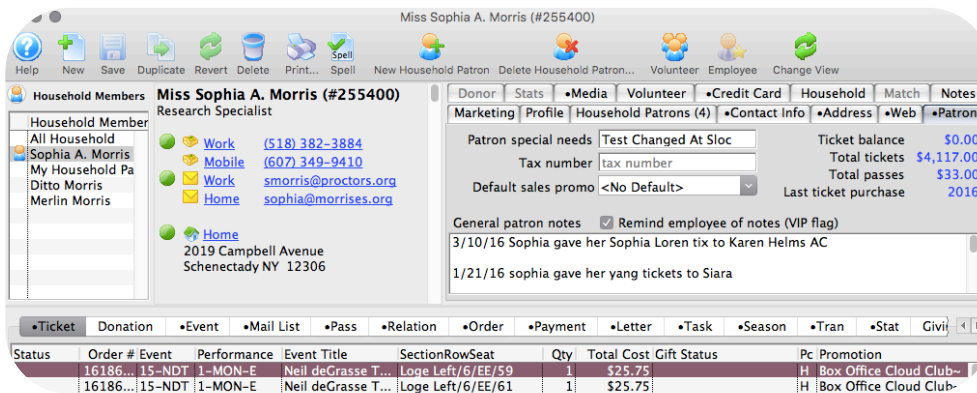 Miss Sophia A. Morris (#255400)
Help New Save Duplicate Revert Delete Print... Spell New Household Patron Delete Household Patron... Volunteer Employee Change View
Household Members
Household Member
All Household
Sophia A. Morris
My Household Pa
Ditto Morris
Merlin Morris
Miss Sophia A. Morris (#255400)
Research Specialist
Work (518) 382-3884
Mobile (607) 349-9410
Work smorris@proctors.org
Home sophia@morrises.org
Home
2019 Campbell Avenue
Schenectady NY 12306
Donor Stats •Media Volunteer •Credit Card Household Match Notes
Marketing Profile Household Patrons (4) •Contact Info •Address •Web •Patron
Patron special needs Test Changed At Sloc
Tax number tax number
Default sales promo <No Default>
Ticket balance $0.00
Total tickets $4,117.00
Total passes $33.00
Last ticket purchase 2016
General patron notes Remind employee of notes (VIP flag)
3/10/16 Sophia gave her Sophia Loren tix to Karen Helms AC
1/21/16 sophia gave her yang tickets to Siara
•Ticket Donation •Event •Mail List •Pass •Relation •Order •Payment •Letter •Task •Season •Tran •Stat Givi
Status Order # Event Performance Event Title SectionRowSeat Qty Total Cost Gift Status Pc Promotion
16186... 15-NDT 1-MON-E Neil deGrasse T... Loge Left/6/EE/59 1 $25.75 H Box Office Cloud Club~
16186... 15-NDT 1-MON-E Neil deGrasse T... Loge Left/6/EE/61 1 $25.75 H Box Office Cloud Club~